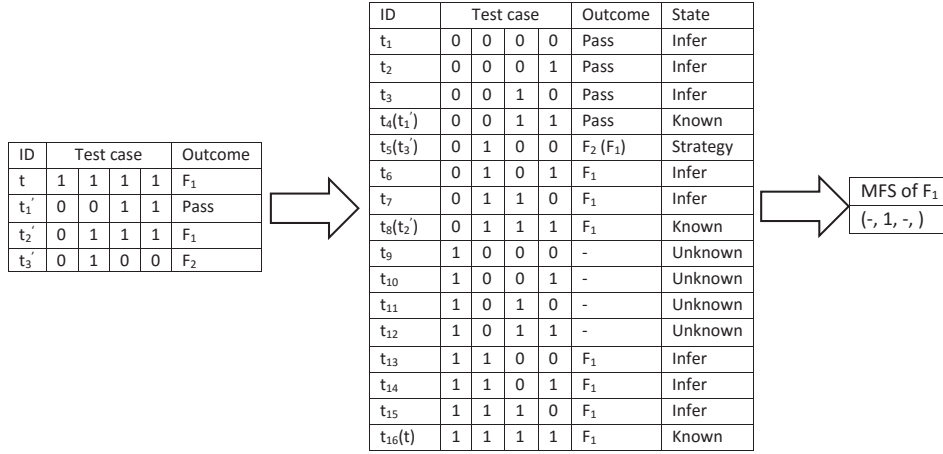 ID Test case Outcome
t 1 1 1 1 F₁
t₁' 0 0 1 1 Pass
t₂' 0 1 1 1 F₁
t₃' 0 1 0 0 F₂
ID Test case Outcome State
t₁ 0 0 0 0 Pass Infer
t₂ 0 0 0 1 Pass Infer
t₃ 0 0 1 0 Pass Infer
t₄(t₁') 0 0 1 1 Pass Known
t₅(t₃') 0 1 0 0 F₂ (F₁) Strategy
t₆ 0 1 0 1 F₁ Infer
t₇ 0 1 1 0 F₁ Infer
t₈(t₂') 0 1 1 1 F₁ Known
t₉ 1 0 0 0 - Unknown
t₁₀ 1 0 0 1 - Unknown
t₁₁ 1 0 1 0 - Unknown
t₁₂ 1 0 1 1 - Unknown
t₁₃ 1 1 0 0 F₁ Infer
t₁₄ 1 1 0 1 F₁ Infer
t₁₅ 1 1 1 0 F₁ Infer
t₁₆(t) 1 1 1 1 F₁ Known
MFS of F₁
(-, 1, -, )